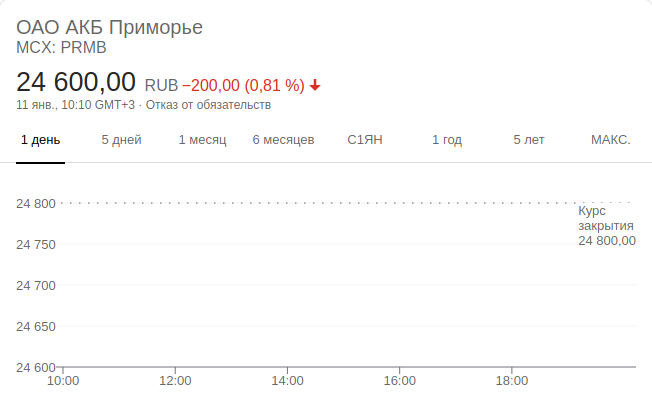 ОАО АКБ Приморье
MCX: PRMB
24 600,00 RUB −200,00 (0,81 %)
11 янв., 10:10 GMT+3 · Отказ от обязательств
1 день 5 дней 1 месяц 6 месяцев С1ЯН 1 год 5 лет МАКС.
24 800
Курс
закрытия
24 800,00
24 750
24 700
24 650
24 600
10:00 12:00 14:00 16:00 18:00